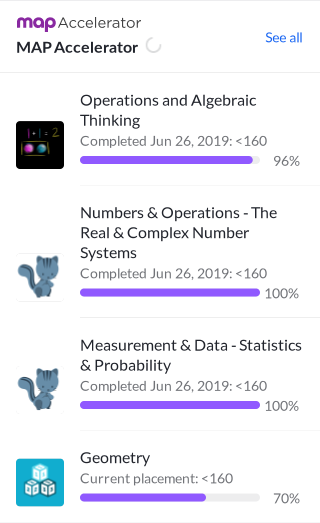 map Accelerator
MAP Accelerator
See all
1 + 1 = 2
Operations and Algebraic
Thinking
Completed Jun 26, 2019: <160
96%
Numbers & Operations - The
Real & Complex Number
Systems
Completed Jun 26, 2019: <160
100%
Measurement & Data - Statistics
& Probability
Completed Jun 26, 2019: <160
100%
Geometry
Current placement: <160
70%